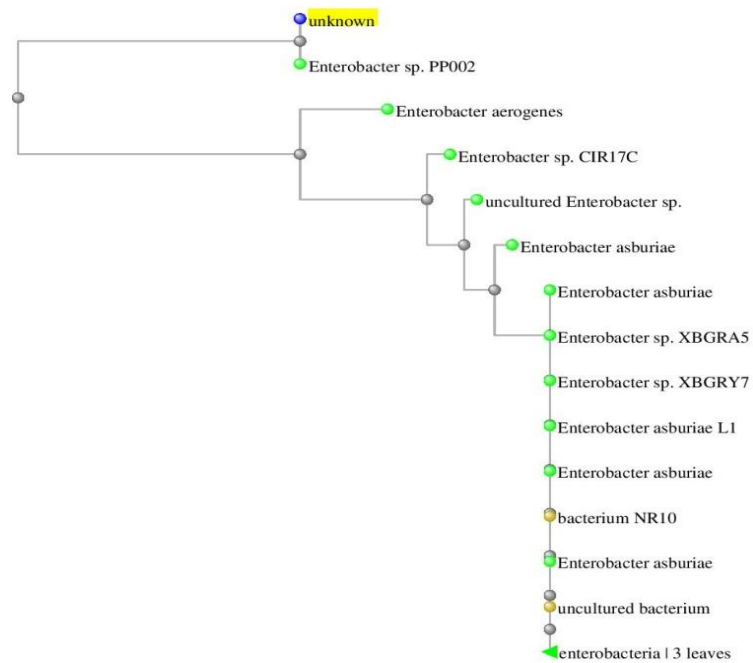 unknown
Enterobacter sp. PP002
Enterobacter aerogenes
Enterobacter sp. CIR17C
uncultured Enterobacter sp.
Enterobacter asburiae
Enterobacter asburiae
Enterobacter sp. XBGRA5
Enterobacter sp. XBGRY7
Enterobacter asburiae L1
Enterobacter asburiae
bacterium NR10
Enterobacter asburiae
uncultured bacterium
enterobacteria | 3 leaves